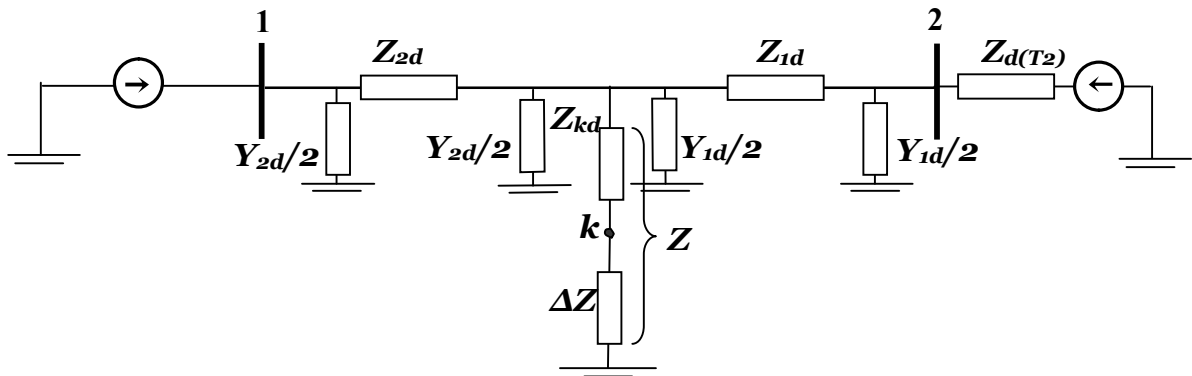 1
2
Z2d
Z1d
Zd(T2)
Y2d/2
Y2d/2
Zkd
Y1d/2
Y1d/2
k
Z
ΔZ